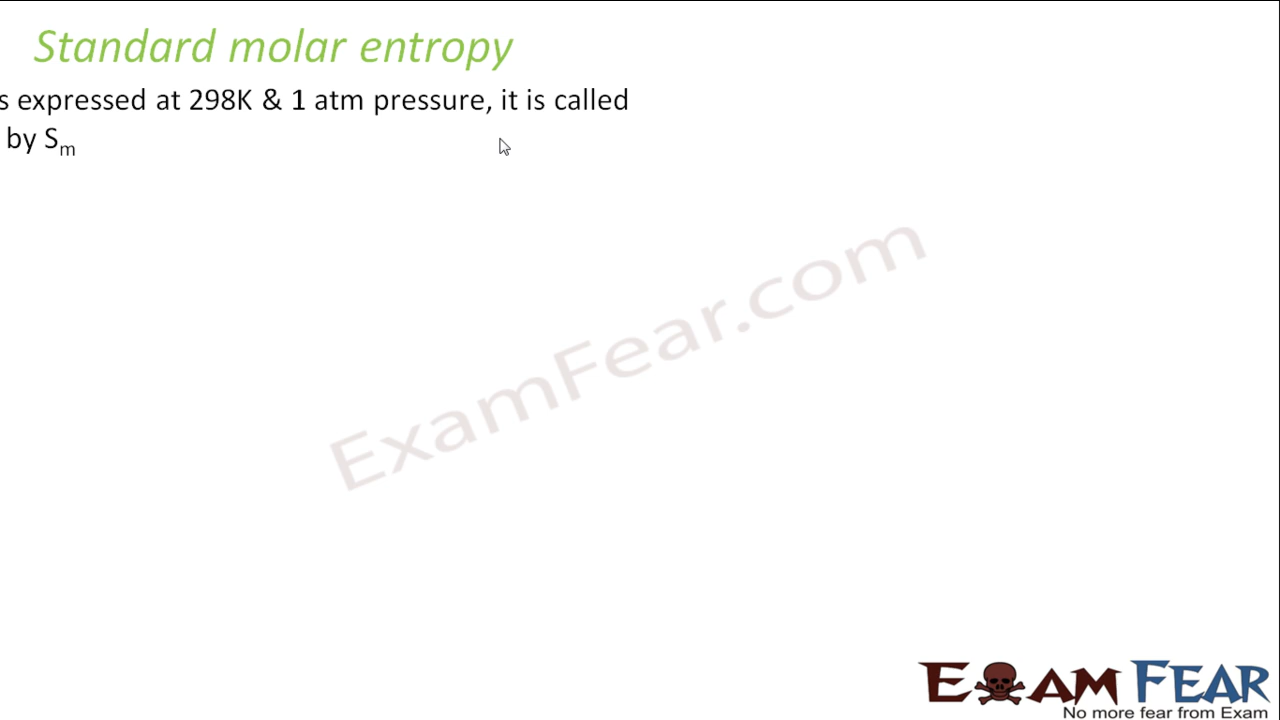 Standard molar entropy
s expressed at 298K & 1 atm pressure, it is called
by Sm
ExamFear.com
EXAM FEAR
No more fear from Exam